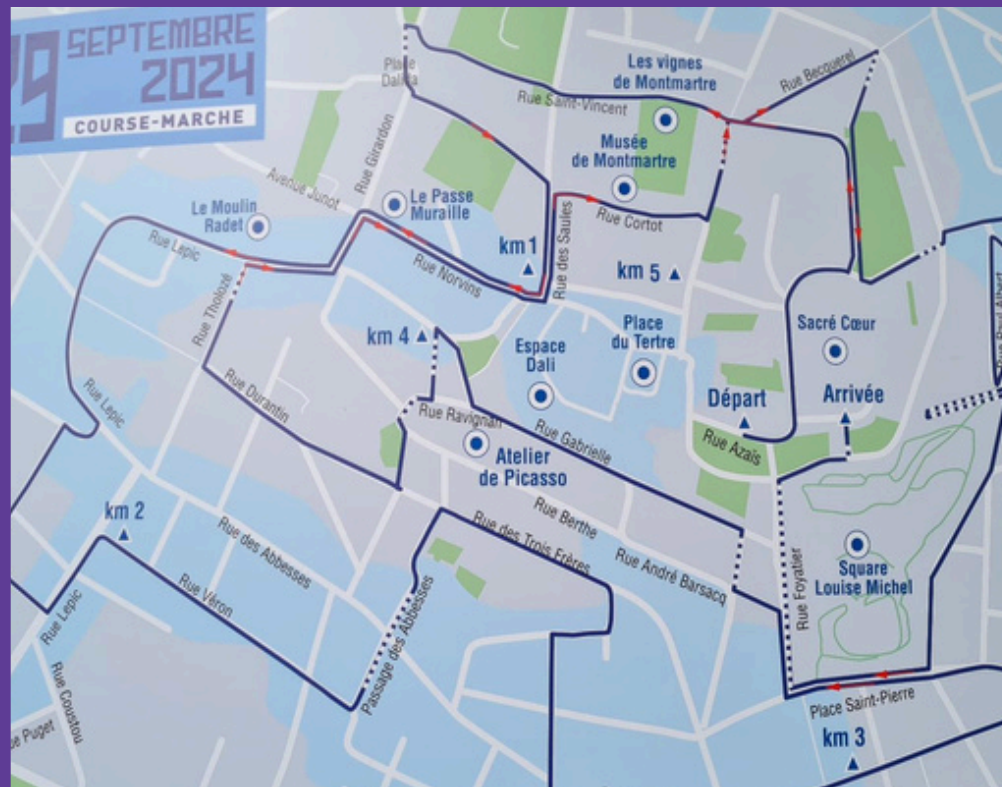 29
SEPTEMBRE
2024
COURSE-MARCHE
Place
Dalida
Rue Girardon
Avenue Junot
Le Moulin
Radet
Le Passe
Muraille
Rue Saint-Vincent
Les vignes
de Montmartre
Rue Becquerel
Musée
de Montmartre
Rue Cortot
Rue des Saules
km 1
km 5
Rue Lepic
Rue Norvins
Rue Tholozé
km 4
Espace
Dali
Place
du Tertre
Sacré Cœur
Départ
Arrivée
Rue Azaïs
Rue Paul Albert
Rue Lepic
Rue Durantin
Rue Ravignan
Rue Gabrielle
Atelier
de Picasso
Rue Berthe
Rue André Barsacq
Rue Foyatier
Square
Louise Michel
km 2
Rue des Abbesses
Rue des Trois Frères
Rue Véron
Passage des Abbesses
Rue Lepic
Rue Coustou
Puget
Place Saint-Pierre
km 3